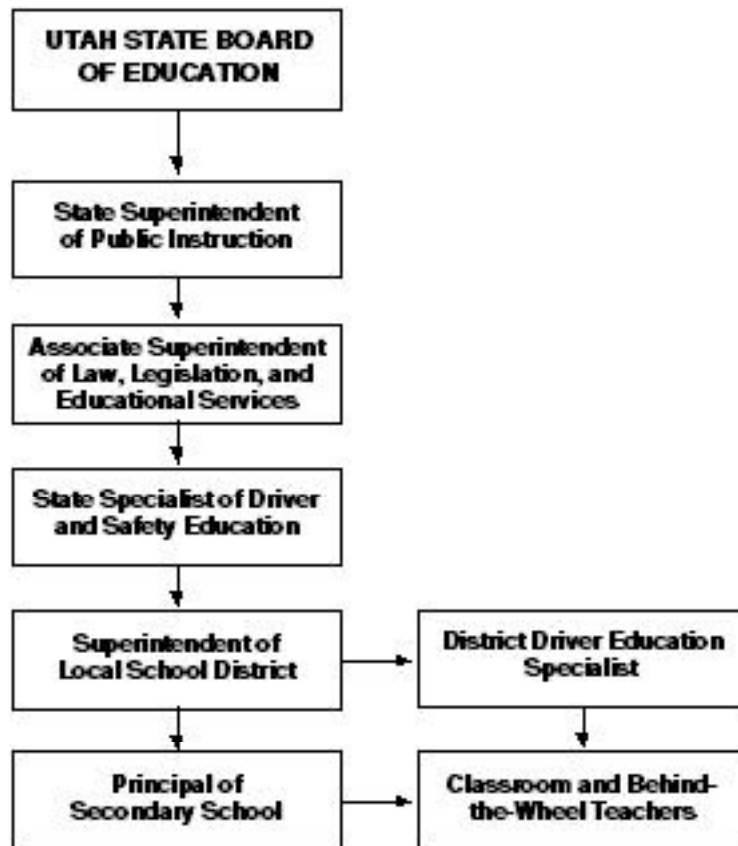 UTAH STATE BOARD
OF EDUCATION
State Superintendent
of Public Instruction
Associate Superintendent
of Law, Legislation, and
Educational Services
State Specialist of Driver
and Safety Education
Superintendent of
Local School District
District Driver Education
Specialist
Principal of
Secondary School
Classroom and Behind-
the-Wheel Teachers